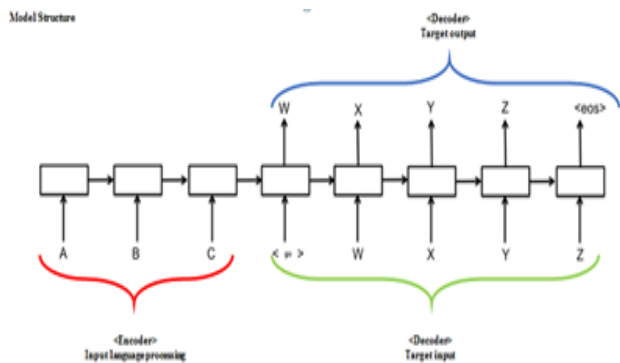 Model Structure
<Decoder>
Target output
W X Y Z <eos>
A B C < > W X Y Z
<Encoder>
Input language processing
<Decoder>
Target input